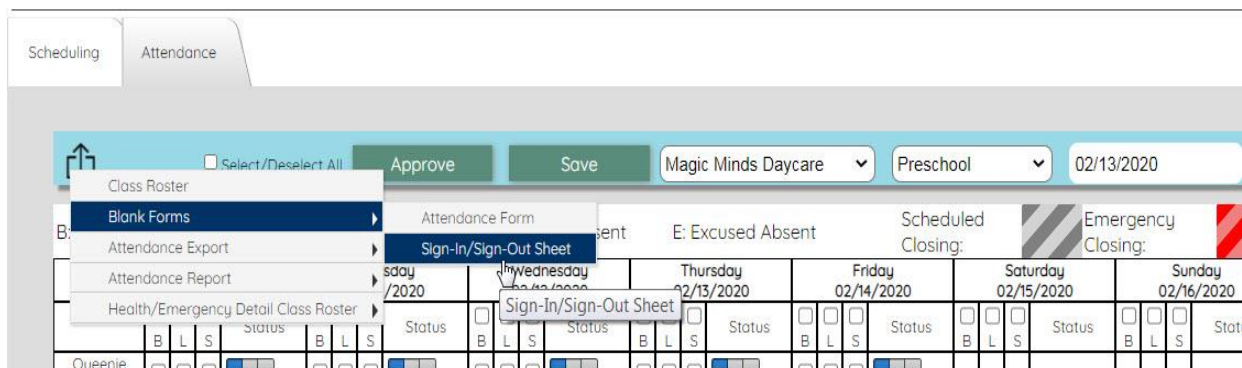 Scheduling Attendance
Select/Deselect All Approve Save Magic Minds Daycare Preschool 02/13/2020
Class Roster
Blank Forms
Attendance Export
Attendance Report
Health/Emergency Detail Class Roster
Attendance Form
Sign-In/Sign-Out Sheet
Sign-In/Sign-Out Sheet
B: E: Excused Absent Scheduled Closing: Emergency Closing:
Wednesday Thursday Friday Saturday Sunday
/2020 02/13/2020 02/14/2020 02/15/2020 02/16/2020
Status Status Status Status Status Status
B L S B L S B L S B L S B L S B L S B L S
Queenie